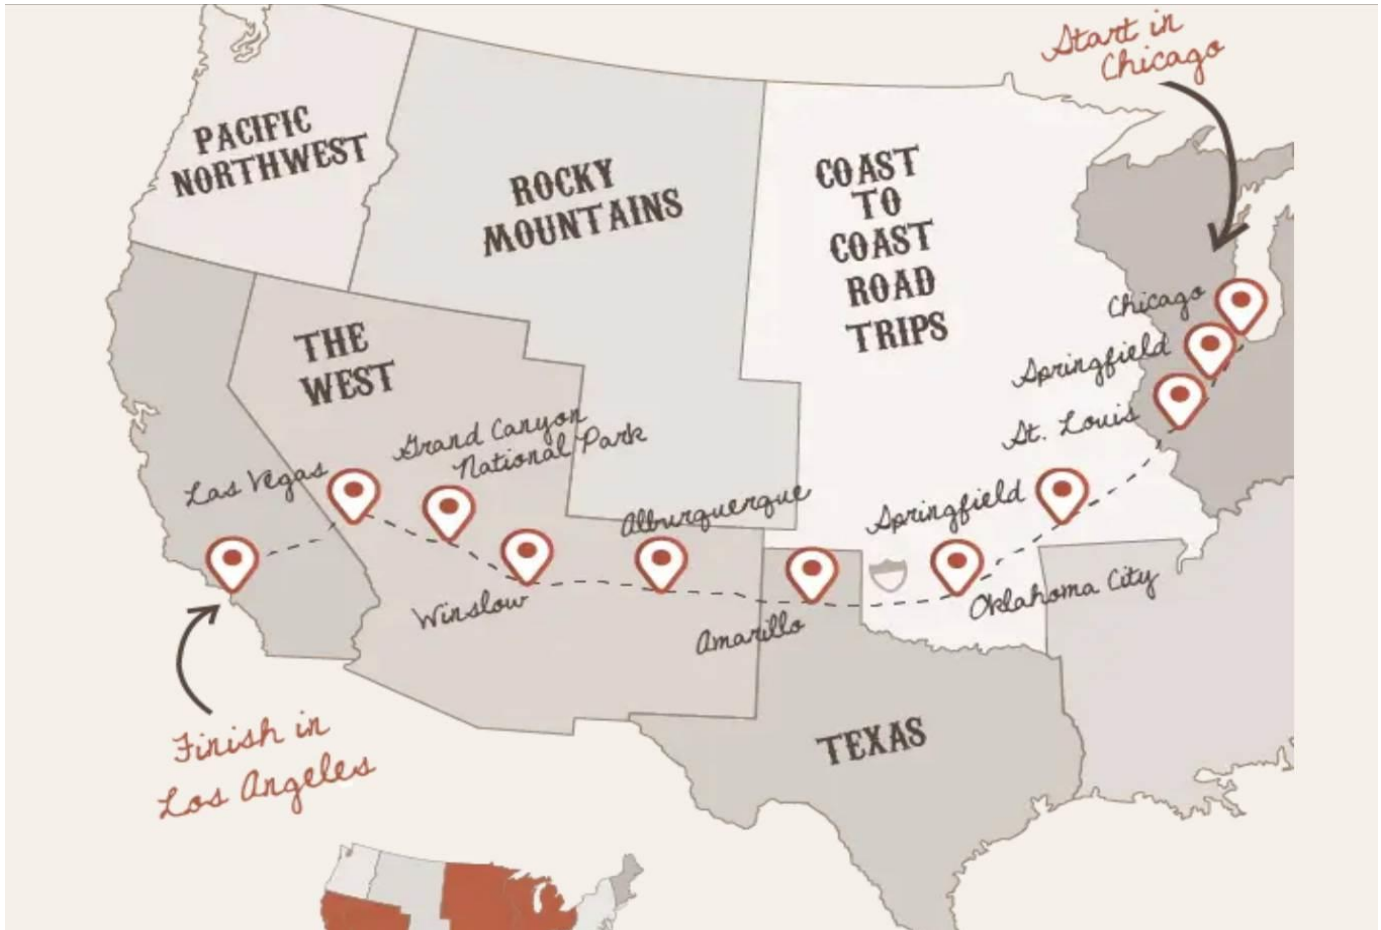 Start in
Chicago
PACIFIC
NORTHWEST
ROCKY
MOUNTAINS
COAST
TO
COAST
ROAD
TRIPS
Chicago
THE
WEST
Springfield
Grand Canyon
National Park
St. Louis
Las Vegas
Alburquerque
Springfield
Winslow
Oklahoma City
Amarillo
TEXAS
Finish in
Los Angeles